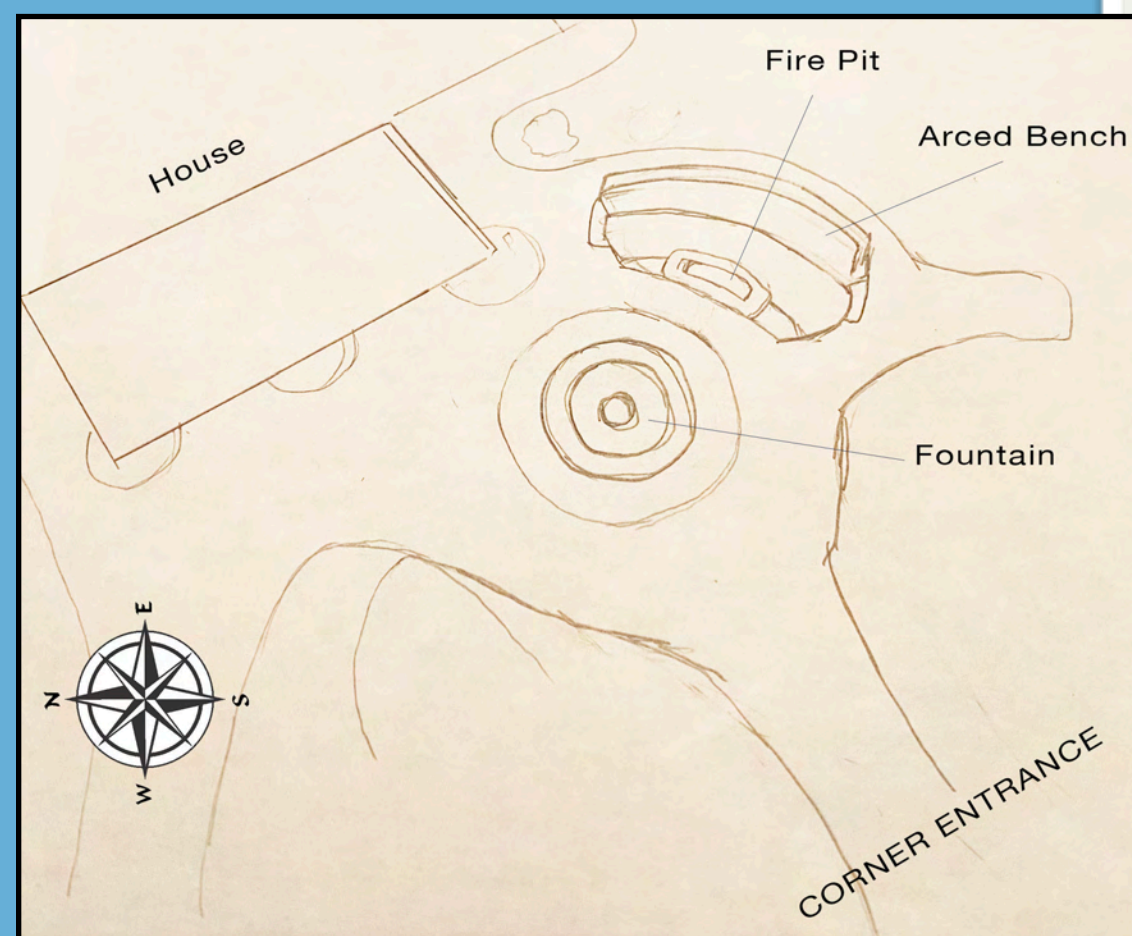 Fire Pit
Arced Bench
House
Fountain
E
N
S
W
CORNER ENTRANCE